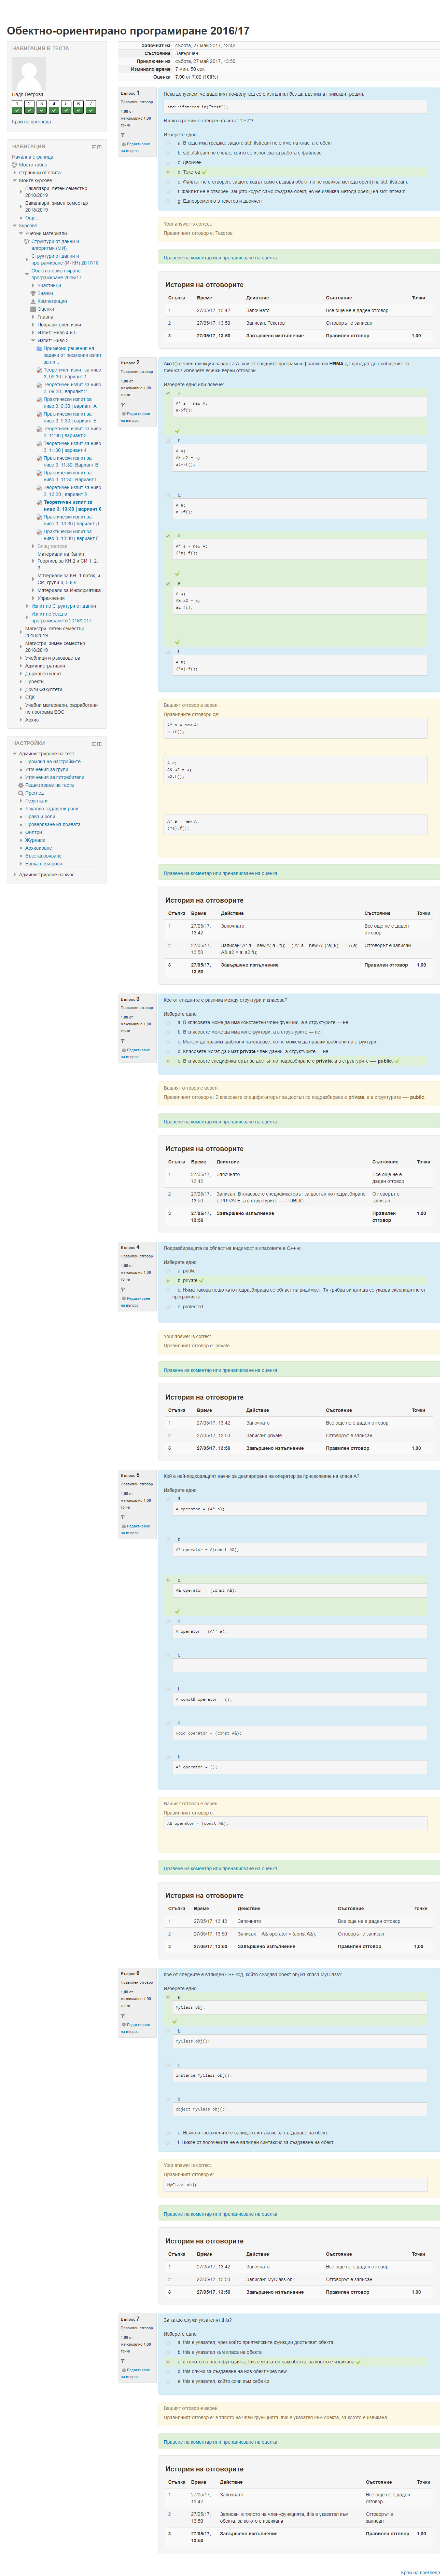 Обектно-ориентирано програмиране 2016/17
НАВИГАЦИЯ В ТЕСТА
Надя Петрова
1 2 3 4 5 6 7
Край на прегледа
НАВИГАЦИЯ
Начална страница
Моето табло
Страници от сайта
Моите курсове
Бакалаври, летен семестър
2018/2019
Бакалаври, зимен семестър
2018/2019
Още...
Курсове
Учебни материали
Структури от данни и
алгоритми (МИ)
Структури от данни и
програмиране (И+КН) 2017/18
Обектно-ориентирано
програмиране 2016/17
Участници
Значки
Компетенции
Оценки
Главна
Поправителен изпит
Изпит: Ниво 4 и 5
Изпит: Ниво 3
Примерни решения на
задачи от писмения изпит
за ни...
Теоретичен изпит за ниво
3, 09:30 | вариант 1
Теоретичен изпит за ниво
3, 09:30 | вариант 2
Практически изпит за
ниво 3, 9:30 | вариант А
Практически изпит за
ниво 3, 9:30 | вариант Б
Теоретичен изпит за ниво
3, 11:30 | вариант 3
Теоретичен изпит за ниво
3, 11:30 | вариант 4
Практически изпит за
ниво 3, 11:30, Вариант В
Практически изпит за
ниво 3, 11:30, Вариант Г
Теоретичен изпит за ниво
3, 13:30 | вариант 5
Теоретичен изпит за
ниво 3, 13:30 | вариант 6
Практически изпит за
ниво 3, 13:30 | вариант Д
Практически изпит за
ниво 3, 13:30 | вариант Е
Блиц тестове
Материали на Калин
Георгиев за КН 2 и СИ 1, 2,
3
Материали за КН, 1 поток, и
СИ, групи 4, 5 и 6
Материали за Информатика
Упражнения
Изпит по Структури от данни
Изпит по Увод в
програмирането 2016/2017
Магистри, летен семестър
2018/2019
Магистри, зимен семестър
2018/2019
Учебници и ръководства
Административни
Държавен изпит
Проекти
Други Факултети
СДК
Учебни материали, разработени
по програма ЕОС
Архив
НАСТРОЙКИ
Администриране на тест
Промяна на настройките
Уточнения за групи
Уточнения за потребители
Редактиране на теста
Преглед
Резултати
Локално зададени роли
Права и роли
Проверяване на правата
Филтри
Журнали
Архивиране
Възстановяване
Банка с въпроси
Администриране на курс
Започнат на събота, 27 май 2017, 13:42
Състояние Завършен
Приключен на събота, 27 май 2017, 13:50
Изминало време 7 мин. 50 сек.
Оценка 7,00 от 7,00 (100%)
Въпрос 1
Правилен отговор
1.00 от
максимално 1.00
точки
Редактиране
на въпрос
Нека допуснем, че даденият по-долу код се е изпълнил без да възникнат никакви грешки:
std::ifstream in("test");
В какъв режим е отворен файлът "test"?
Изберете едно:
a. В кода има грешка, защото std::ifstream не е име на клас, а е обект
b. std::ifstream не е клас, който се използва за работа с файлове
c. Двоичен
d. Текстов
e. Файлът не е отворен, защото кодът само създава обект, но не извиква метода open() на std::ifstream.
f. Файлът не е отворен, защото кодът само създава обект, но не извиква метода open() на std::ifstream.
g. Едновременно в текстов и двоичен
Your answer is correct.
Правилният отговор е: Текстов
Правене на коментар или преписване на оценка
История на отговорите
Стъпка Време Действие Състояние Точки
1 27/05/17, 13:42 Започнато Все още не е даден отговор
2 27/05/17, 13:50 Записан: Текстов Отговорът е записан
3 27/05/17, 13:50 Завършено изпълнение Правилен отговор 1,00
Въпрос 2
Правилен отговор
1.00 от
максимално 1.00
точки
Редактиране
на въпрос
Ако f() е член-функция на класа А, кои от следните програмни фрагменти НЯМА да доведат до съобщение за
грешка? Изберете всички верни отговори.
Изберете едно или повече:
a.
A* a = new A;
a->f();
b.
A a;
A& a2 = a;
a2->f();
c.
A a;
a->f();
d.
A* a = new A;
(*a).f();
e.
A a;
A& a2 = a;
a2.f();
f.
A a;
(*a).f();
Вашият отговор е верен.
Правилните отговори са:
A* a = new A;
a->f();
,
A a;
A& a2 = a;
a2.f();
,
A* a = new A;
(*a).f();
Правене на коментар или преписване на оценка
История на отговорите
Стъпка Време Действие Състояние Точки
1 27/05/17,
13:42 Започнато Все още не е даден
отговор
2 27/05/17,
13:50 Записан: A* a = new A; a->f(); ; A* a = new A; (*a).f(); ; A a;
A& a2 = a; a2.f(); Отговорът е записан
3 27/05/17,
13:50 Завършено изпълнение Правилен отговор 1,00
Въпрос 3
Правилен отговор
1.00 от
максимално 1.00
точки
Редактиране
на въпрос
Кое от следните е разлика между структури и класове?
Изберете едно:
a. В класовете може да има константни член-функции, а в структурите — не.
b. В класовете може да има конструктори, а в структурите — не.
c. Можем да правим шаблони на класове, но не можем да правим шаблони на структури.
d. Класовете могат да имат private член-данни, а структурите — не.
e. В класовете спецификаторът за достъп по подразбиране е private, а в структурите — public.
Вашият отговор е верен.
Правилният отговор е: В класовете спецификаторът за достъп по подразбиране е private, а в структурите — public.
Правене на коментар или преписване на оценка
История на отговорите
Стъпка Време Действие Състояние Точки
1 27/05/17,
13:42 Започнато Все още не е
даден отговор
2 27/05/17,
13:50 Записан: В класовете спецификаторът за достъп по подразбиране
е PRIVATE, а в структурите — PUBLIC. Отговорът е
записан
3 27/05/17,
13:50 Завършено изпълнение Правилен
отговор 1,00
Въпрос 4
Правилен отговор
1.00 от
максимално 1.00
точки
Редактиране
на въпрос
Подразбиращата се област на видимост в класовете в C++ е:
Изберете едно:
a. public
b. private
c. Няма такова нещо като подразбираща се област на видимост. Тя трябва винаги да се указва експлицитно от
програмиста.
d. protected
Your answer is correct.
Правилният отговор е: private
Правене на коментар или преписване на оценка
История на отговорите
Стъпка Време Действие Състояние Точки
1 27/05/17, 13:42 Започнато Все още не е даден отговор
2 27/05/17, 13:50 Записан: private Отговорът е записан
3 27/05/17, 13:50 Завършено изпълнение Правилен отговор 1,00
Въпрос 5
Правилен отговор
1.00 от
максимално 1.00
точки
Редактиране
на въпрос
Кой е най-подходящият начин за деклариране на оператор за присвояване на класа А?
Изберете едно:
a.
A operator = (A* a);
b.
A* operator = A(const A&);
c.
A& operator = (const A&);
d.
A operator = (A** a);
e.
f.
A const& operator = ();
g.
void operator = (const A&);
h.
A* operator = ();
Вашият отговор е верен.
Правилният отговор е:
A& operator = (const A&);
Правене на коментар или преписване на оценка
История на отговорите
Стъпка Време Действие Състояние Точки
1 27/05/17, 13:42 Започнато Все още не е даден отговор
2 27/05/17, 13:50 Записан: A& operator = (const A&); Отговорът е записан
3 27/05/17, 13:50 Завършено изпълнение Правилен отговор 1,00
Въпрос 6
Правилен отговор
1.00 от
максимално 1.00
точки
Редактиране
на въпрос
Кое от следните е валиден C++ код, който създава обект obj на класа MyClass?
Изберете едно:
a.
MyClass obj;
b.
MyClass obj();
c.
instance MyClass obj();
d.
object MyClass obj();
e. Всяко от посочените е валиден синтаксис за създаване на обект.
f. Никое от посочените не е валиден синтаксис за създаване на обект.
Your answer is correct.
Правилният отговор е:
MyClass obj;
Правене на коментар или преписване на оценка
История на отговорите
Стъпка Време Действие Състояние Точки
1 27/05/17, 13:42 Започнато Все още не е даден отговор
2 27/05/17, 13:50 Записан: MyClass obj; Отговорът е записан
3 27/05/17, 13:50 Завършено изпълнение Правилен отговор 1,00
Въпрос 7
Правилен отговор
1.00 от
максимално 1.00
точки
Редактиране
на въпрос
За какво служи указателят this?
Изберете едно:
a. this е указател, чрез който приятелските функции достъпват обекта
b. this е указател към класа на обекта
c. в тялото на член-функцията, this е указател към обекта, за когото е извикана
d. this служи за създаване на нов обект чрез new
e. this е указател, който сочи към себе си
Вашият отговор е верен.
Правилният отговор е: в тялото на член-функцията, this е указател към обекта, за когото е извикана
Правене на коментар или преписване на оценка
История на отговорите
Стъпка Време Действие Състояние Точки
1 27/05/17,
13:42 Започнато Все още не е даден
отговор
2 27/05/17,
13:50 Записан: в тялото на член-функцията, this е указател към
обекта, за когото е извикана Отговорът е
записан
3 27/05/17,
13:50 Завършено изпълнение Правилен отговор 1,00
Край на прегледа